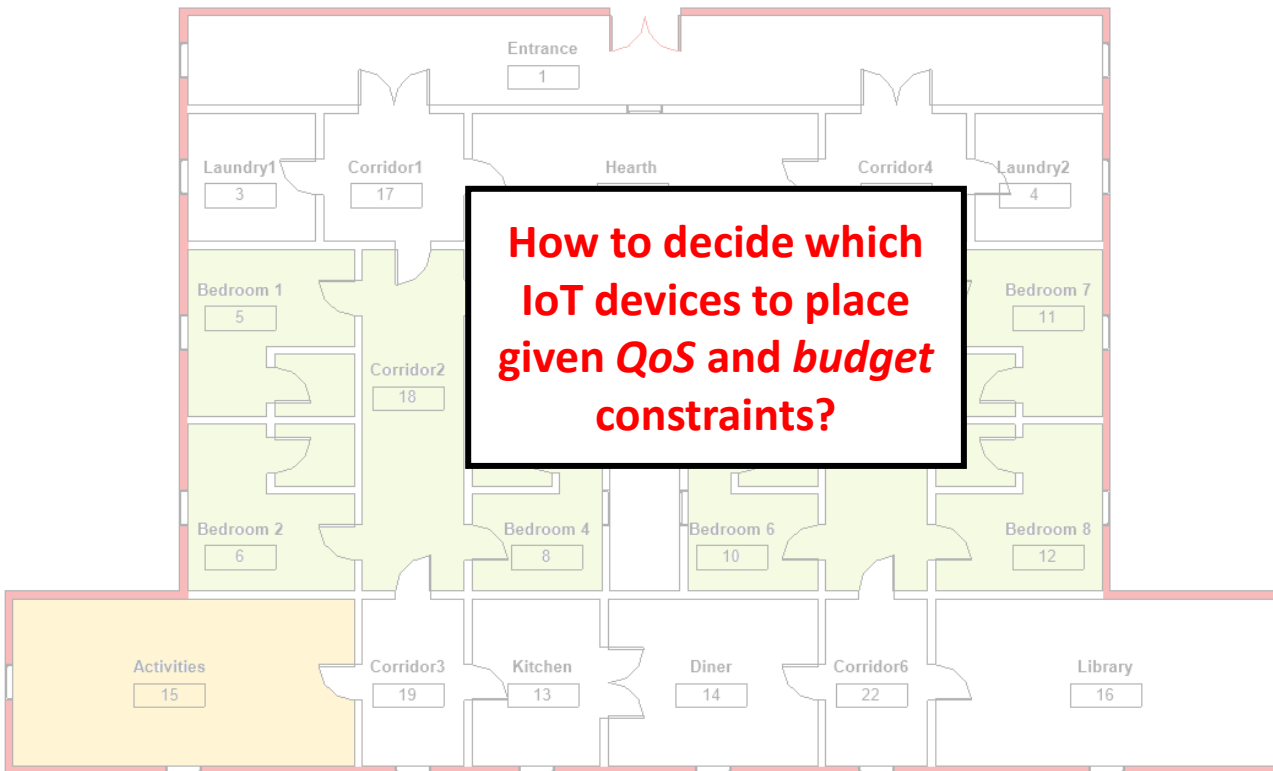 Entrance
1
Laundry1
3
Corridor1
17
Hearth
Corridor4
Laundry2
4
How to decide which
IoT devices to place
given QoS and budget
constraints?
Bedroom 1
5
Corridor2
18
Bedroom 7
11
Bedroom 2
6
Bedroom 4
8
Bedroom 6
10
Bedroom 8
12
Activities
15
Corridor3
19
Kitchen
13
Diner
14
Corridor6
22
Library
16